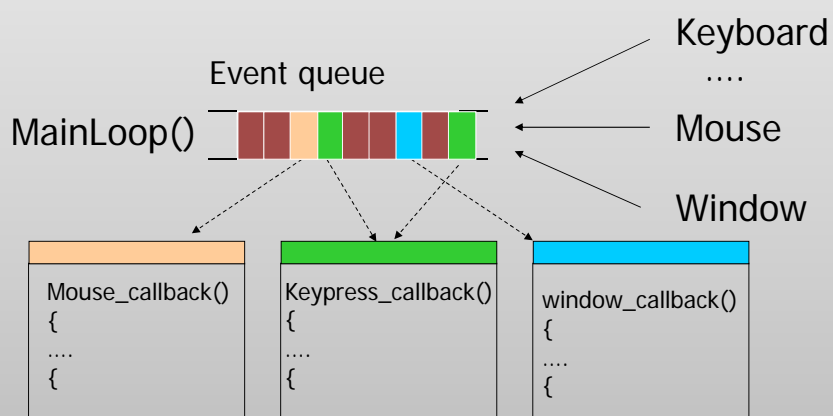 Keyboard
....
Event queue
MainLoop()
Mouse
Window
Mouse_callback()
{
....
{
Keypress_callback()
{
....
{
window_callback()
{
....
{